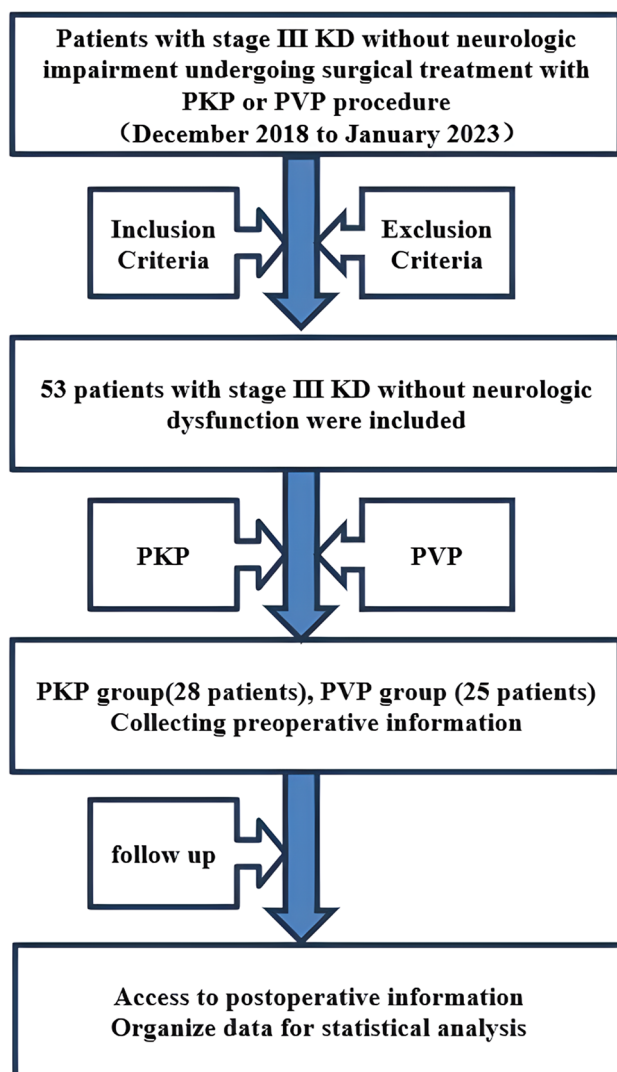 Patients with stage III KD without neurologic
impairment undergoing surgical treatment with
PKP or PVP procedure
（December 2018 to January 2023）
Inclusion
Criteria
Exclusion
Criteria
53 patients with stage III KD without neurologic
dysfunction were included
PKP
PVP
PKP group(28 patients), PVP group (25 patients)
Collecting preoperative information
follow up
Access to postoperative information
Organize data for statistical analysis